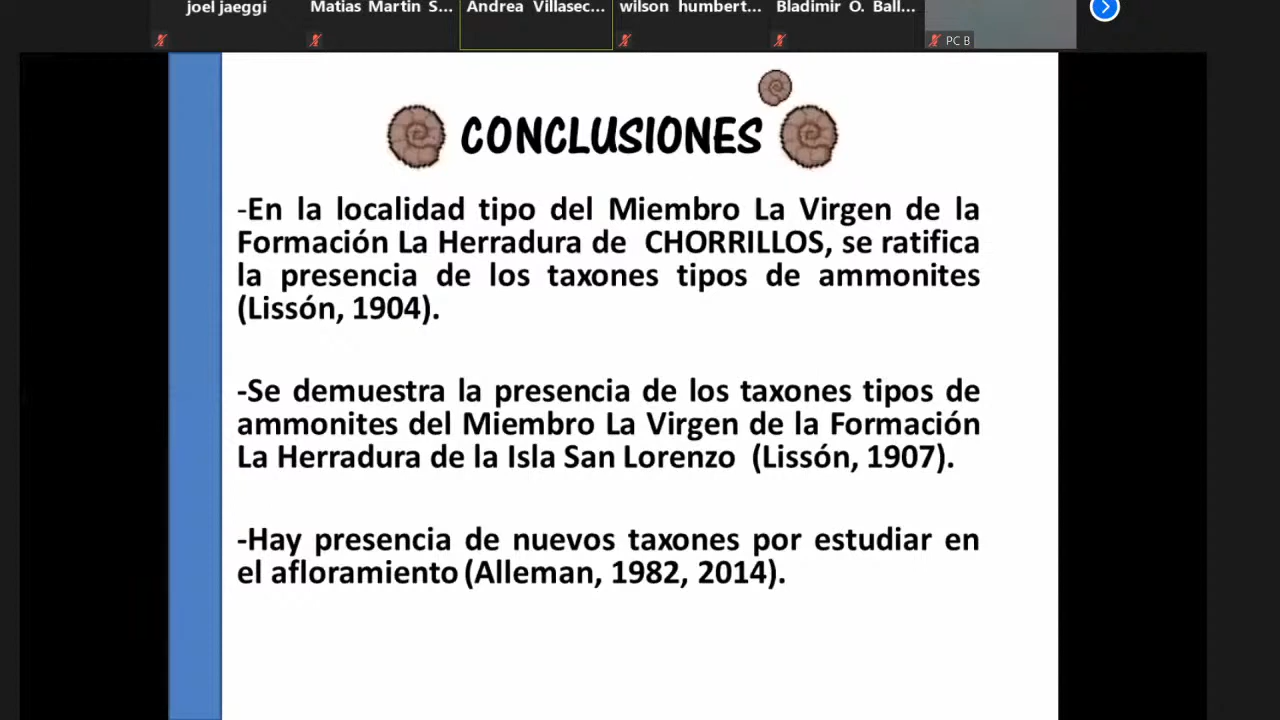 joel jaeggi
Matias Martin S...
Andrea Villasec...
wilson humbert...
Bladimir O. Ball...
PC B
CONCLUSIONES
-En la localidad tipo del Miembro La Virgen de la
Formación La Herradura de CHORRILLOS, se ratifica
la presencia de los taxones tipos de ammonites
(Lissón, 1904).
-Se demuestra la presencia de los taxones tipos de
ammonites del Miembro La Virgen de la Formación
La Herradura de la Isla San Lorenzo (Lissón, 1907).
-Hay presencia de nuevos taxones por estudiar en
el afloramiento (Alleman, 1982, 2014).